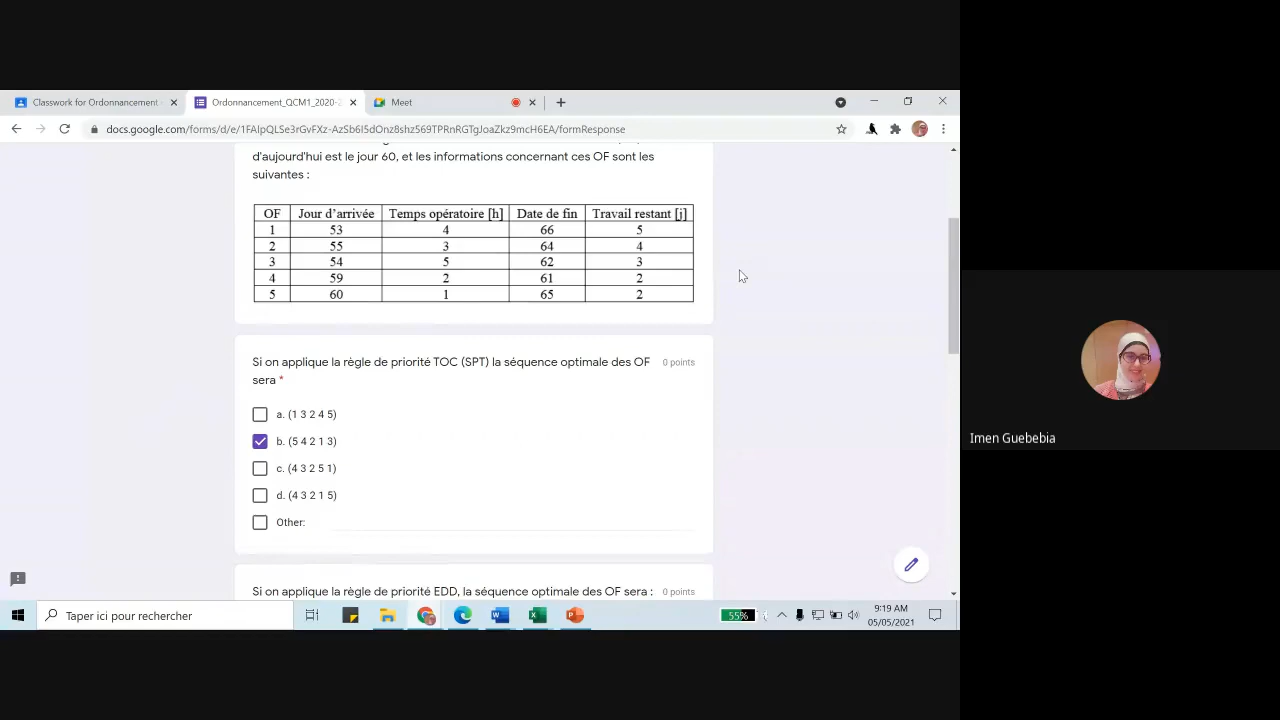 Classwork for Ordonnancement
Ordonnancement_QCM1_2020-2
Meet
docs.google.com/forms/d/e/1FAIpQLSe3rGvFXz-AzSb6I5dOnz8shz569TPRnRGTgJoaZkz9mcH6EA/formResponse
d'aujourd'hui est le jour 60, et les informations concernant ces OF sont les
suivantes :
OF Jour d'arrivée Temps opératoire [h] Date de fin Travail restant [j]
1 53 4 66 5
2 55 3 64 4
3 54 5 62 3
4 59 2 61 2
5 60 1 65 2
Si on applique la règle de priorité TOC (SPT) la séquence optimale des OF 0 points
sera *
a. (1 3 2 4 5)
b. (5 4 2 1 3)
c. (4 3 2 5 1)
d. (4 3 2 1 5)
Other:
Si on applique la règle de priorité EDD, la séquence optimale des OF sera : 0 points
Imen Guebebia
Taper ici pour rechercher
55%
9:19 AM
05/05/2021